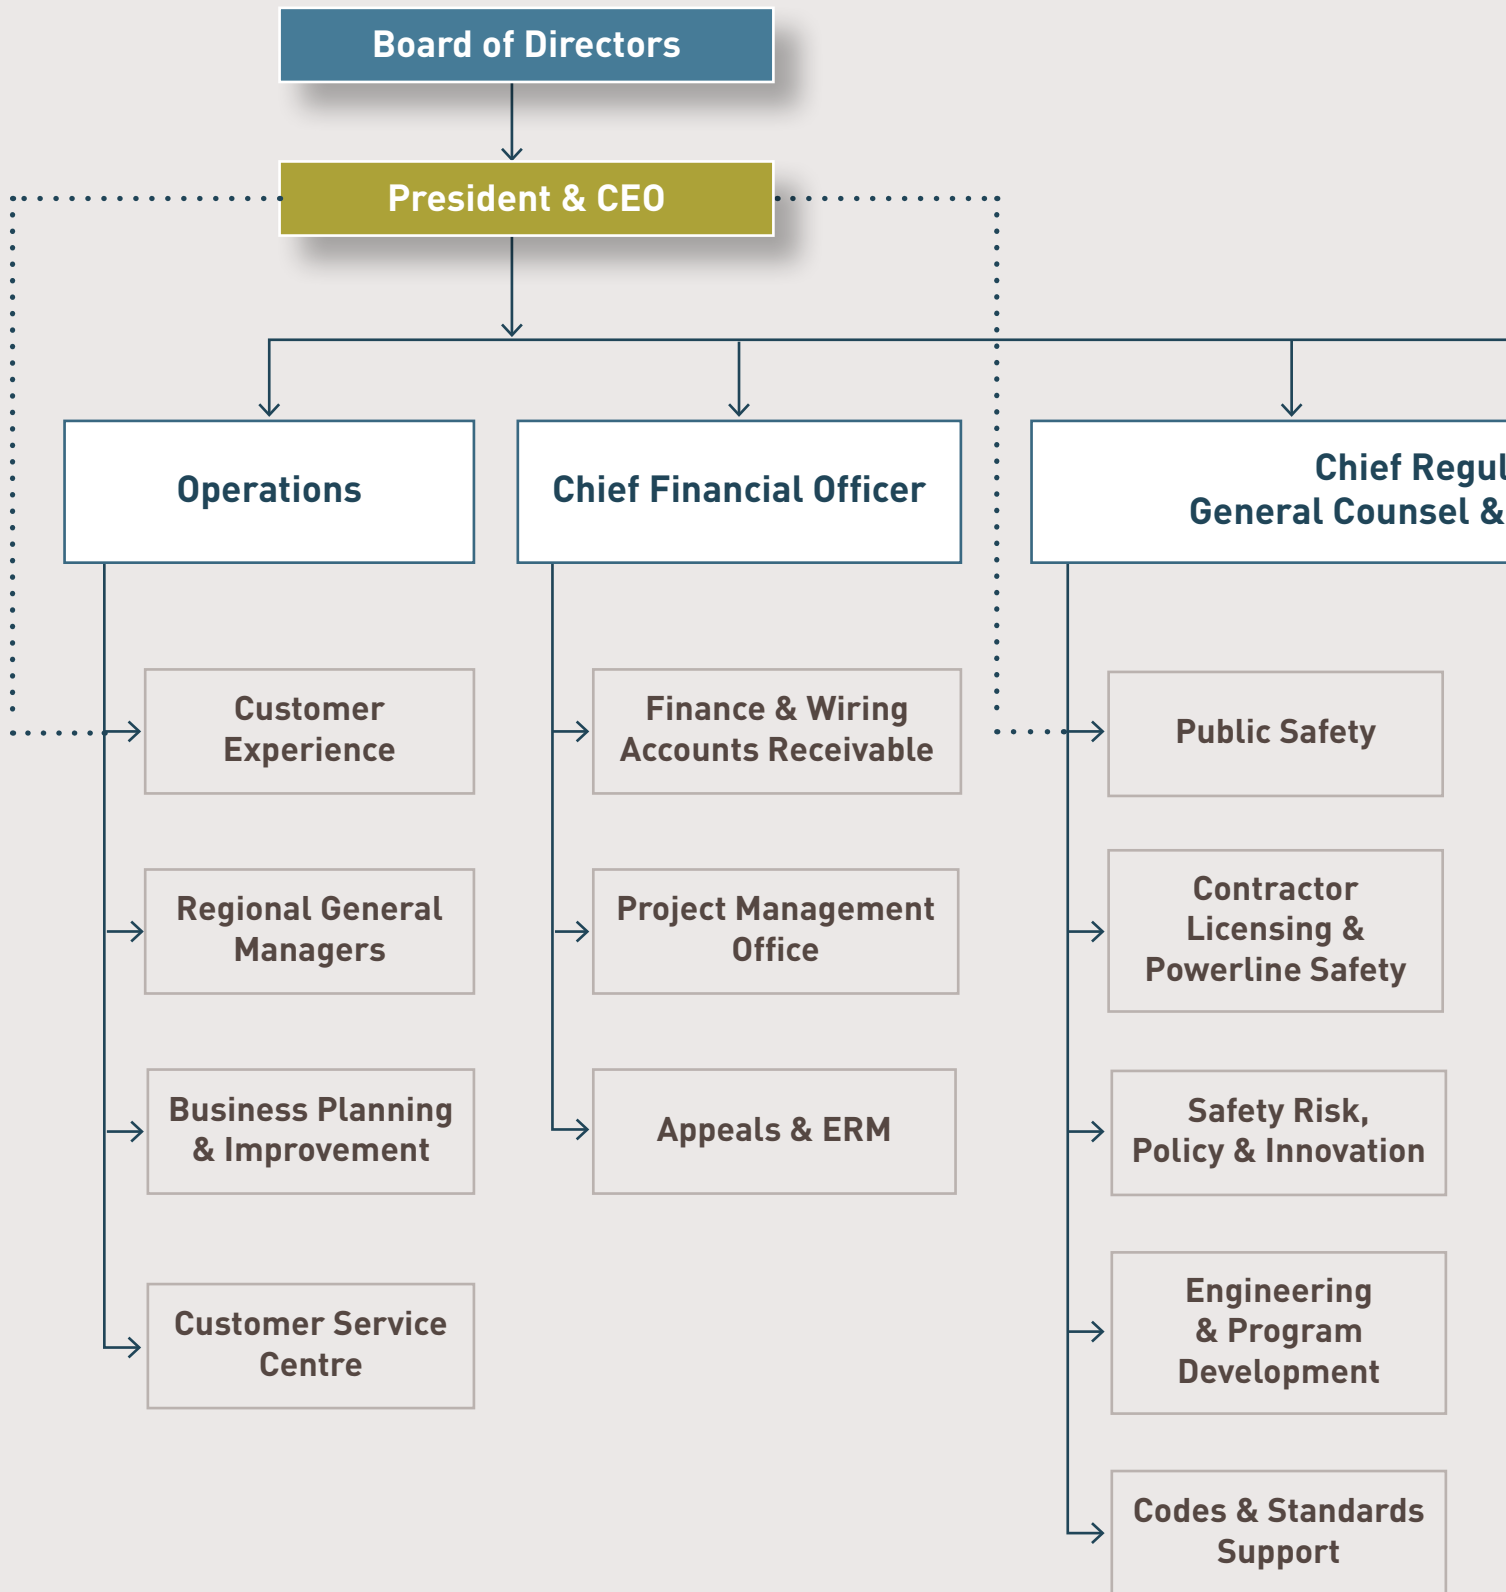 Board of Directors
President & CEO
Operations
Chief Financial Officer
Chief
General Counsel &
Customer
Experience
Regional General
Managers
Business Planning
& Improvement
Customer Service
Centre
Finance & Wiring
Accounts Receivable
Project Management
Office
Appeals & ERM
Public Safety
Contractor
Licensing &
Powerline Safety
Safety Risk,
Policy & Innovation
Engineering
& Program
Development
Codes & Standards
Support